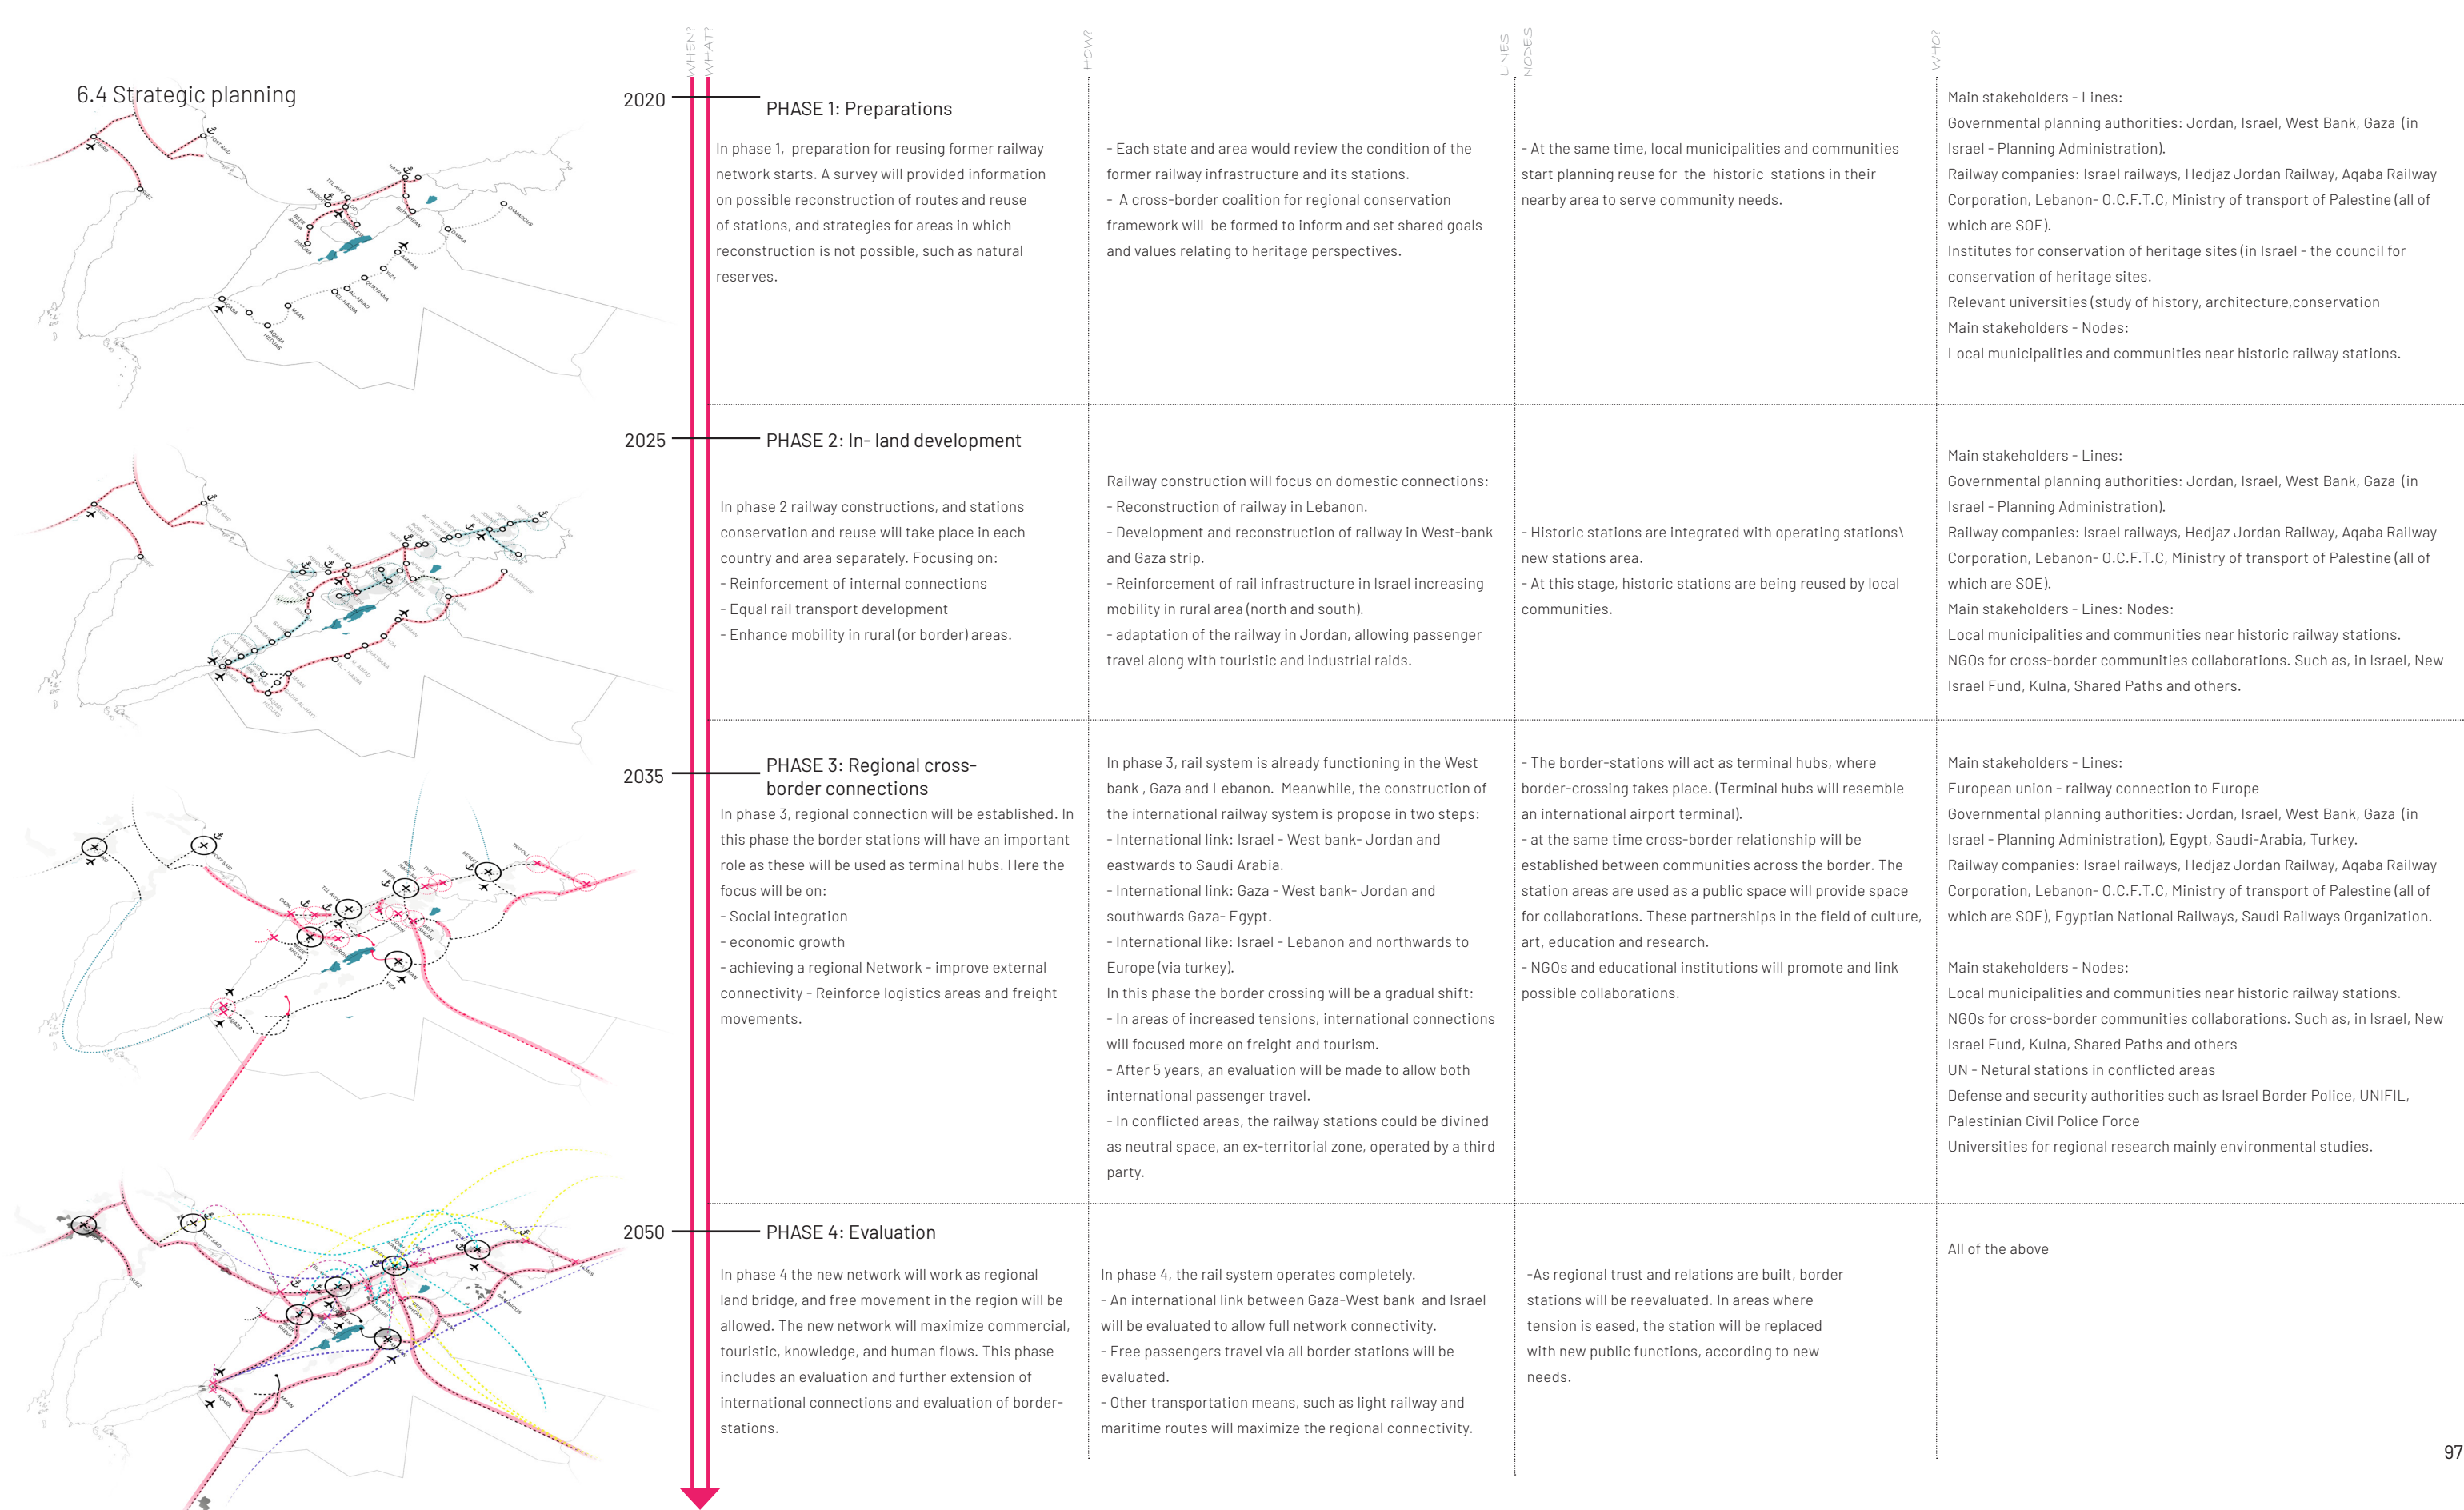 6.4 Strategic planning
WHEN?
WHAT?
HOW?
LINES
NODES
WHO?
2020
PHASE 1: Preparations
In phase 1,  preparation for reusing former railway
network starts. A survey will provided information
on possible reconstruction of routes and reuse
of stations, and strategies for areas in which
reconstruction is not possible, such as natural
reserves.
- Each state and area would review the condition of the
former railway infrastructure and its stations.
-  A cross-border coalition for regional conservation
framework will  be formed to inform and set shared goals
and values relating to heritage perspectives.
- At the same time, local municipalities and communities
start planning reuse for  the  historic  stations in their
nearby area to serve community needs.
Main stakeholders - Lines:
Governmental planning authorities: Jordan, Israel, West Bank, Gaza  (in
Israel - Planning Administration).
Railway companies: Israel railways, Hedjaz Jordan Railway, Aqaba Railway
Corporation, Lebanon- O.C.F.T.C, Ministry of transport of Palestine (all of
which are SOE).
Institutes for conservation of heritage sites (in Israel - the council for
conservation of heritage sites.
Relevant universities (study of history, architecture,conservation
Main stakeholders - Nodes:
Local municipalities and communities near historic railway stations.
2025
PHASE 2: In- land development
In phase 2 railway constructions, and stations
conservation and reuse will take place in each
country and area separately. Focusing on:
- Reinforcement of internal connections
- Equal rail transport development
- Enhance mobility in rural (or border) areas.
Railway construction will focus on domestic connections:
- Reconstruction of railway in Lebanon.
- Development and reconstruction of railway in West-bank
and Gaza strip.
- Reinforcement of rail infrastructure in Israel increasing
mobility in rural area (north and south).
- adaptation of the railway in Jordan, allowing passenger
travel along with touristic and industrial raids.
- Historic stations are integrated with operating stations\
new stations area.
- At this stage, historic stations are being reused by local
communities.
Main stakeholders - Lines:
Governmental planning authorities: Jordan, Israel, West Bank, Gaza  (in
Israel - Planning Administration).
Railway companies: Israel railways, Hedjaz Jordan Railway, Aqaba Railway
Corporation, Lebanon- O.C.F.T.C, Ministry of transport of Palestine (all of
which are SOE).
Main stakeholders - Lines: Nodes:
Local municipalities and communities near historic railway stations.
NGOs for cross-border communities collaborations. Such as, in Israel, New
Israel Fund, Kulna, Shared Paths and others.
2035
PHASE 3: Regional cross-
border connections
In phase 3, regional connection will be established. In
this phase the border stations will have an important
role as these will be used as terminal hubs. Here the
focus will be on:
- Social integration
- economic growth
- achieving a regional Network - improve external
connectivity - Reinforce logistics areas and freight
movements.
In phase 3, rail system is already functioning in the West
bank , Gaza and Lebanon.  Meanwhile, the construction of
the international railway system is propose in two steps:
- International link: Israel - West bank- Jordan and
eastwards to Saudi Arabia.
- International link: Gaza - West bank- Jordan and
southwards Gaza- Egypt.
- International like: Israel - Lebanon and northwards to
Europe (via turkey).
In this phase the border crossing will be a gradual shift:
- In areas of increased tensions, international connections
will focused more on freight and tourism.
- After 5 years, an evaluation will be made to allow both
international passenger travel.
- In conflicted areas, the railway stations could be divined
as neutral space, an ex-territorial zone, operated by a third
party.
- The border-stations will act as terminal hubs, where
border-crossing takes place. (Terminal hubs will resemble
an international airport terminal).
- at the same time cross-border relationship will be
established between communities across the border. The
station areas are used as a public space will provide space
for collaborations. These partnerships in the field of culture,
art, education and research.
- NGOs and educational institutions will promote and link
possible collaborations.
Main stakeholders - Lines:
European union - railway connection to Europe
Governmental planning authorities: Jordan, Israel, West Bank, Gaza  (in
Israel - Planning Administration), Egypt, Saudi-Arabia, Turkey.
Railway companies: Israel railways, Hedjaz Jordan Railway, Aqaba Railway
Corporation, Lebanon- O.C.F.T.C, Ministry of transport of Palestine (all of
which are SOE), Egyptian National Railways, Saudi Railways Organization.
Main stakeholders - Nodes:
Local municipalities and communities near historic railway stations.
NGOs for cross-border communities collaborations. Such as, in Israel, New
Israel Fund, Kulna, Shared Paths and others
UN - Netural stations in conflicted areas
Defense and security authorities such as Israel Border Police, UNIFIL,
Palestinian Civil Police Force
Universities for regional research mainly environmental studies.
2050
PHASE 4: Evaluation
In phase 4 the new network will work as regional
land bridge, and free movement in the region will be
allowed. The new network will maximize commercial,
touristic, knowledge, and human flows. This phase
includes an evaluation and further extension of
international connections and evaluation of border-
stations.
In phase 4, the rail system operates completely.
- An international link between Gaza-West bank  and Israel
will be evaluated to allow full network connectivity.
- Free passengers travel via all border stations will be
evaluated.
- Other transportation means, such as light railway and
maritime routes will maximize the regional connectivity.
-As regional trust and relations are built, border
stations will be reevaluated. In areas where
tension is eased, the station will be replaced
with new public functions, according to new
needs.
All of the above
97
PORT SAID
SUEZ
HAIFA
TEL AVIV
ASHDOD
BEER
SHEVA
DIMONA
BEIT SHEAN
DAMASCUS
DARAA
AMMAN
YIZA
QUATRANA
AL-ABIAD
EL-HASSA
MAAN
AQABA
AQABA
HEDJAS